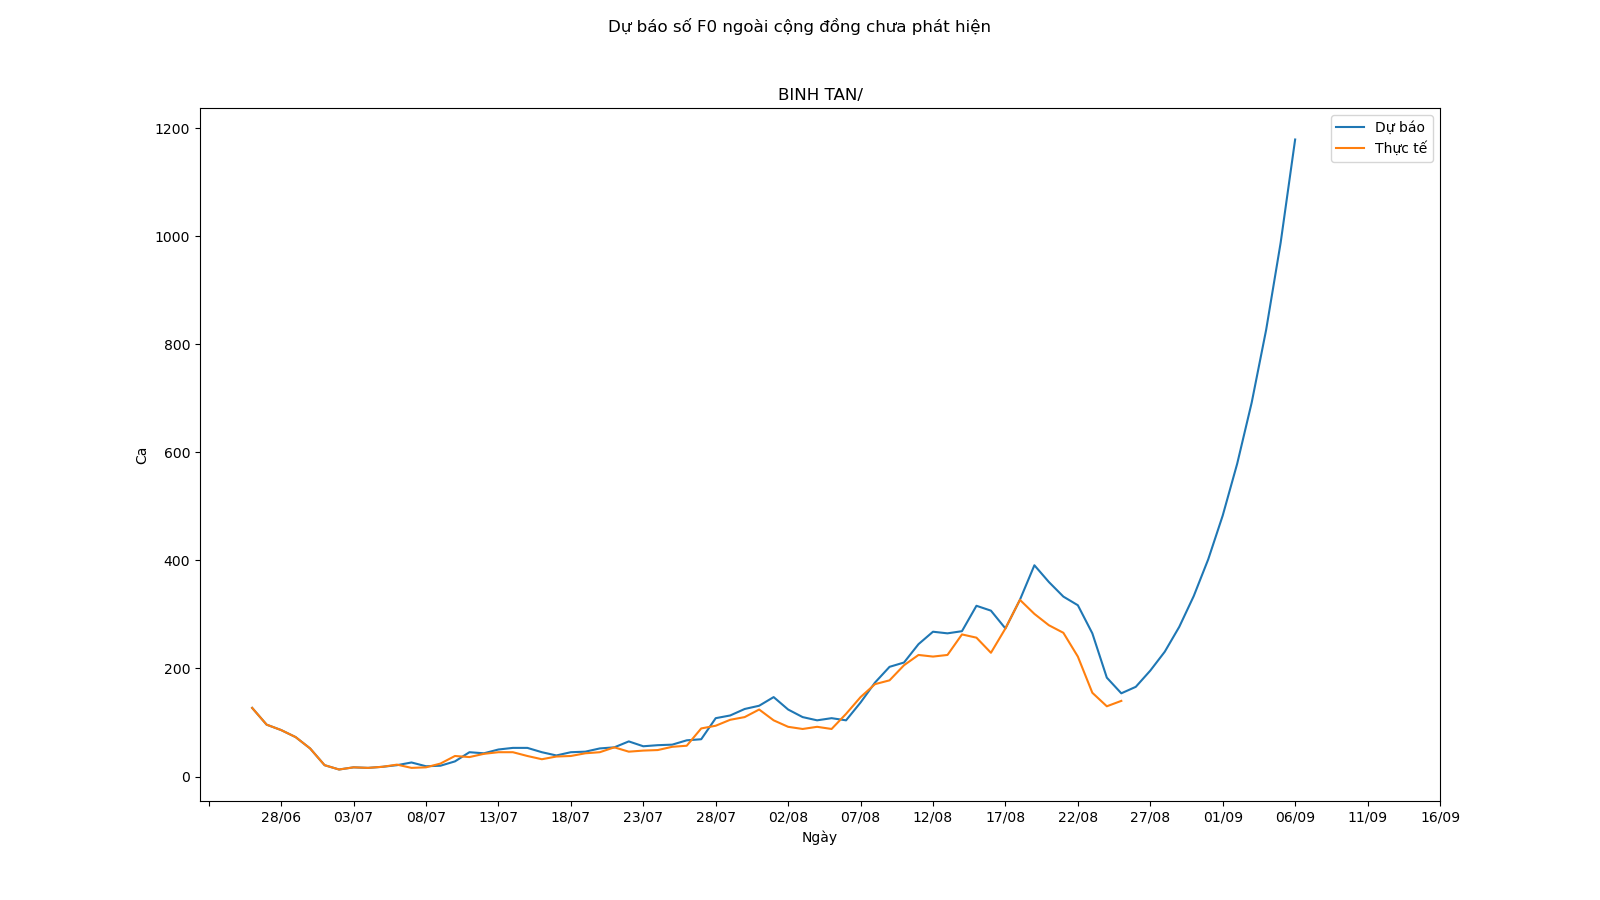 Dự báo số F0 ngoài cộng đồng chưa phát hiện
BINH TAN/
Dự báo
Thực tế
1200
1000
800
600
400
200
0
Ca
28/06 03/07 08/07 13/07 18/07 23/07 28/07 02/08 07/08 12/08 17/08 22/08 27/08 01/09 06/09 11/09 16/09
Ngày